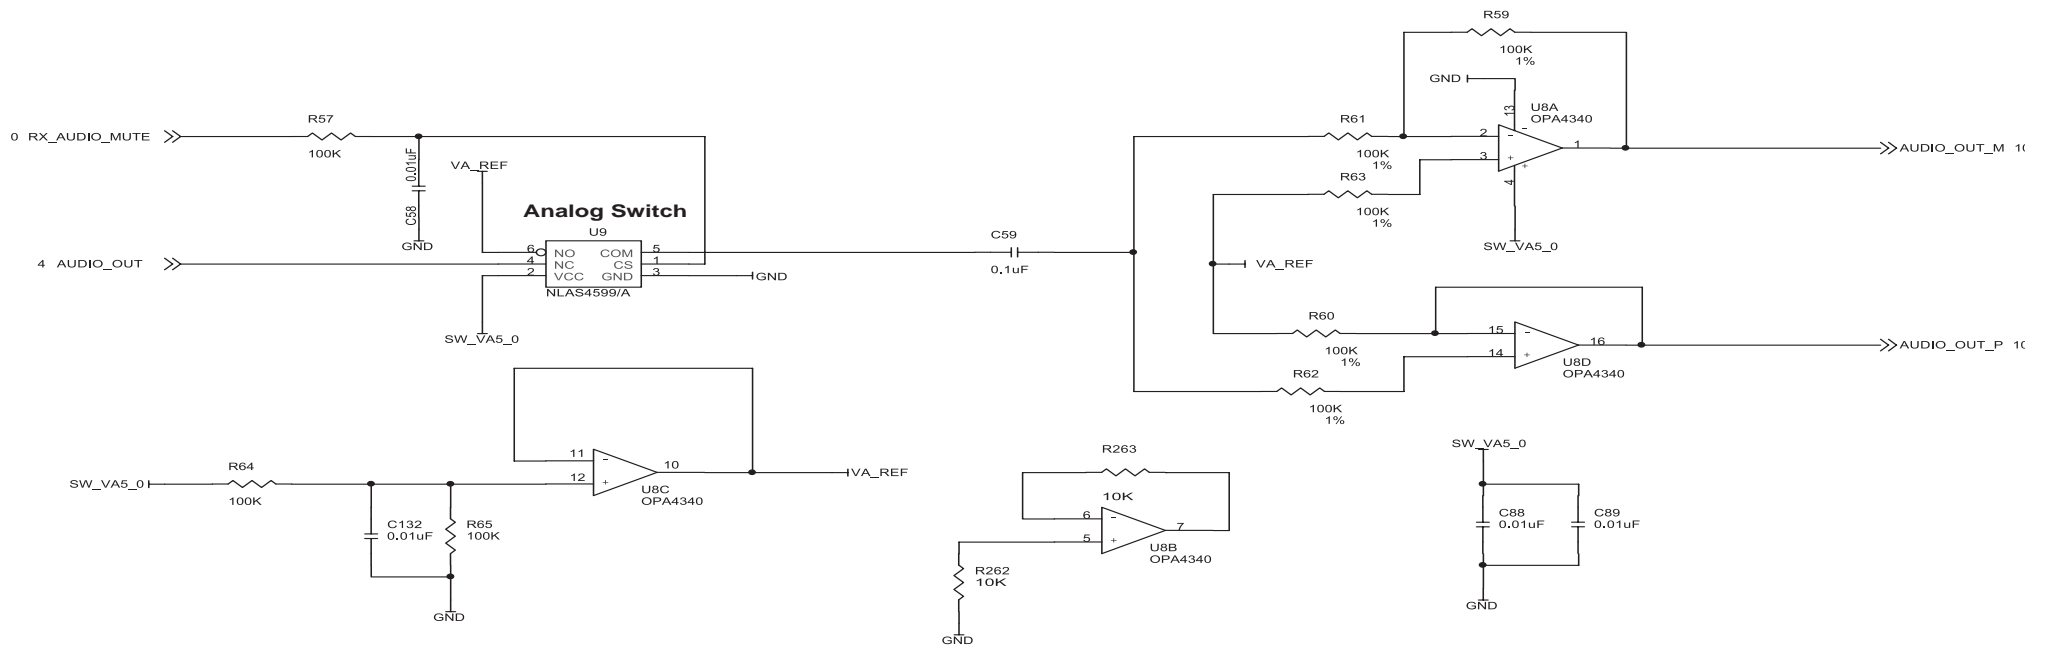 R59
100K
1%
GND
13
U8A
OPA4340
0 RX_AUDIO_MUTE
R57
100K
0.01uF
C58
GND
VA_REF
R61
100K
1%
2
-
3
+
-
+
1
4
AUDIO_OUT_M
R63
100K
1%
SW_VA5_0
Analog Switch
U9
4 AUDIO_OUT
6
4
2
NO
NC
VCC
COM
CS
GND
5
1
3
GND
NLAS4599/A
SW_VA5_0
C59
0.1uF
VA_REF
R60
100K
1%
15
-
14
+
16
U8D
OPA4340
AUDIO_OUT_P
R62
100K
1%
SW_VA5_0
R64
100K
C132
0.01uF
R65
100K
GND
11
-
12
+
10
U8C
OPA4340
VA_REF
R263
10K
6
-
5
+
7
U8B
OPA4340
R262
10K
GND
SW_VA5_0
C88
0.01uF
C89
0.01uF
GND